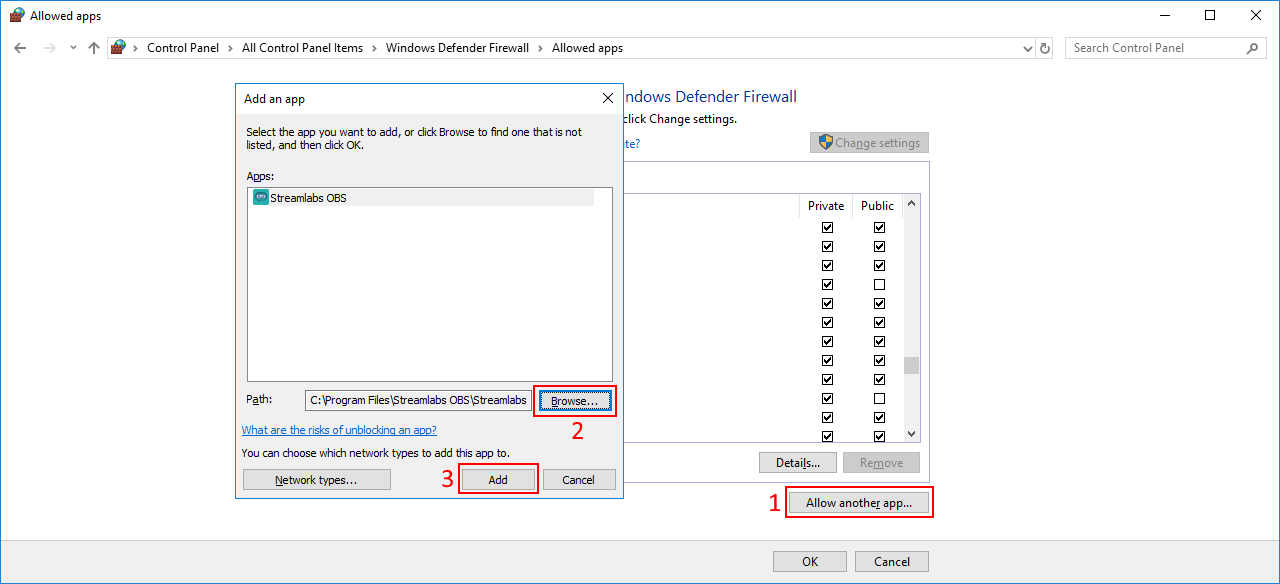 Allowed apps
Control Panel > All Control Panel Items > Windows Defender Firewall > Allowed apps
Search Control Panel
Add an app
ndows Defender Firewall
Select the app you want to add, or click Browse to find one that is not
listed, and then click OK.
click Change settings.
te?
Change settings
Apps:
Streamlabs OBS
Private Public
Path:
C:\Program Files\Streamlabs OBS\Streamlabs
Browse...
2
What are the risks of unblocking an app?
You can choose which network types to add this app to.
Network types...
3
Add
Cancel
Details...
Remove
1
Allow another app...
OK
Cancel